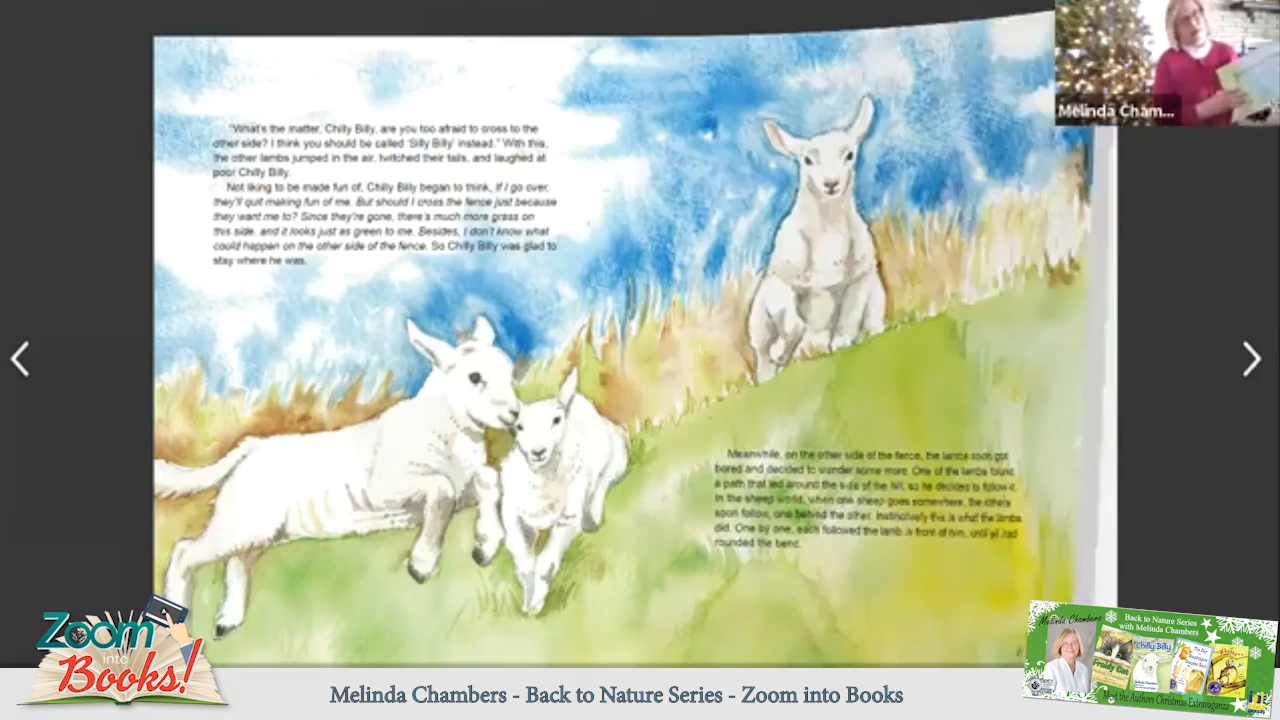 "What's the matter, Chilly Billy, are you too afraid to cross to the
other side? I think you should be called 'Silly Billy' instead." With this,
the other lambs jumped in the air, twitched their tails, and laughed at
poor Chilly Billy.
Not liking to be made fun of, Chilly Billy began to think, If I go over,
they'll quit making fun of me. But should I cross the fence just because
they want me to? Since they're gone, there's much more grass on
this side, and it looks just as green to me. Besides, I don't know what
could happen on the other side of the fence. So Chilly Billy was glad to
stay where he was.
Melinda Cham...
Meanwhile, on the other side of the fence, the lambs soon got
bored and decided to wander some more. One of the lambs found
a path that led around the side of the hill, so he decided to follow it.
In the sheep world, when one sheep goes somewhere, the others
soon follow, one behind the other. Instinctively this is what the lambs
did. One by one, each followed the lamb in front of him, until all had
rounded the bend.
Zoom
into
Books!
Melinda Chambers - Back to Nature Series - Zoom into Books
Melinda Chambers
Back to Nature Series
with Melinda Chambers
Chilly Billy
Meet the Authors Christmas Extravaganza